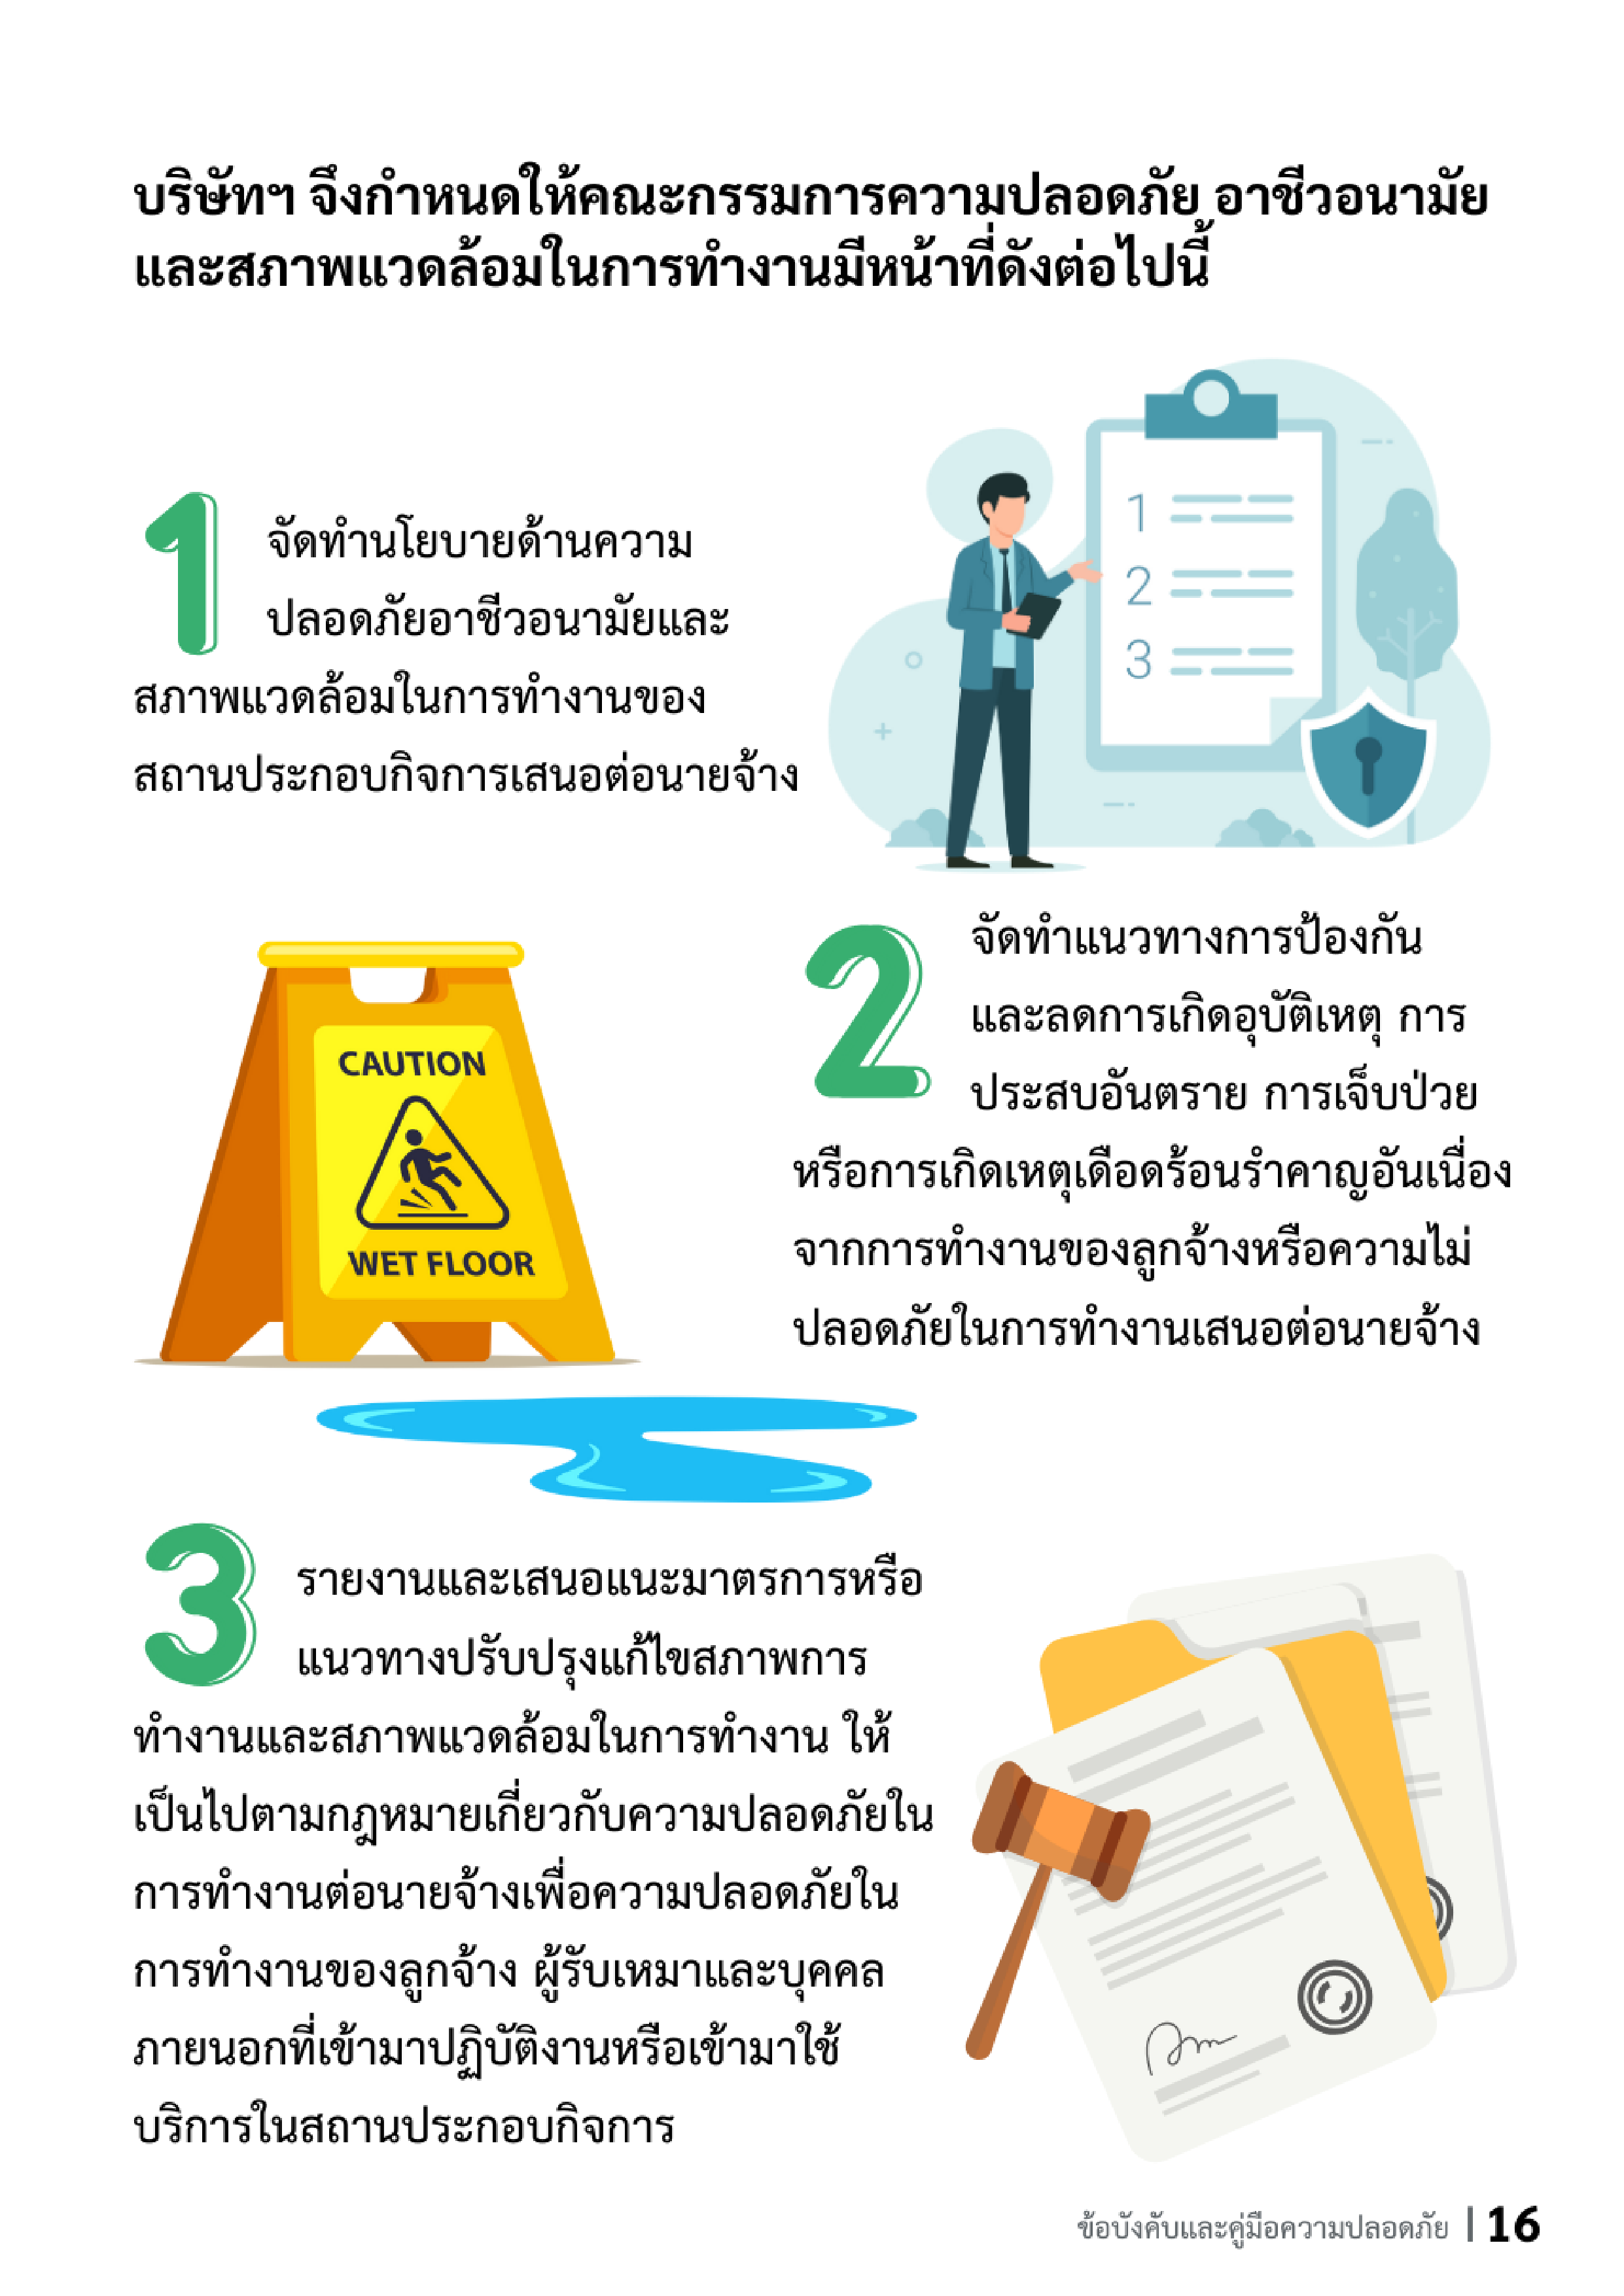 บริษัทฯ จึงกำหนดให้คณะกรรมการความปลอดภัย อาชีวอนามัย
และสภาพแวดล้อมในการทำงานมีหน้าที่ดังต่อไปนี้
1
จัดทำนโยบายด้านความ
ปลอดภัยอาชีวอนามัยและ
สภาพแวดล้อมในการทำงานของ
สถานประกอบกิจการเสนอต่อนายจ้าง
1
2
3
2
จัดทำแนวทางการป้องกัน
และลดการเกิดอุบัติเหตุ การ
ประสบอันตราย การเจ็บป่วย
หรือการเกิดเหตุเดือดร้อนรำคาญอันเนื่อง
จากการทำงานของลูกจ้างหรือความไม่
ปลอดภัยในการทำงานเสนอต่อนายจ้าง
CAUTION
WET FLOOR
3
รายงานและเสนอแนะมาตรการหรือ
แนวทางปรับปรุงแก้ไขสภาพการ
ทำงานและสภาพแวดล้อมในการทำงาน ให้
เป็นไปตามกฎหมายเกี่ยวกับความปลอดภัยใน
การทำงานต่อนายจ้างเพื่อความปลอดภัยใน
การทำงานของลูกจ้าง ผู้รับเหมาและบุคคล
ภายนอกที่เข้ามาปฏิบัติงานหรือเข้ามาใช้
บริการในสถานประกอบกิจการ
ข้อบังคับและคู่มือความปลอดภัย | 16